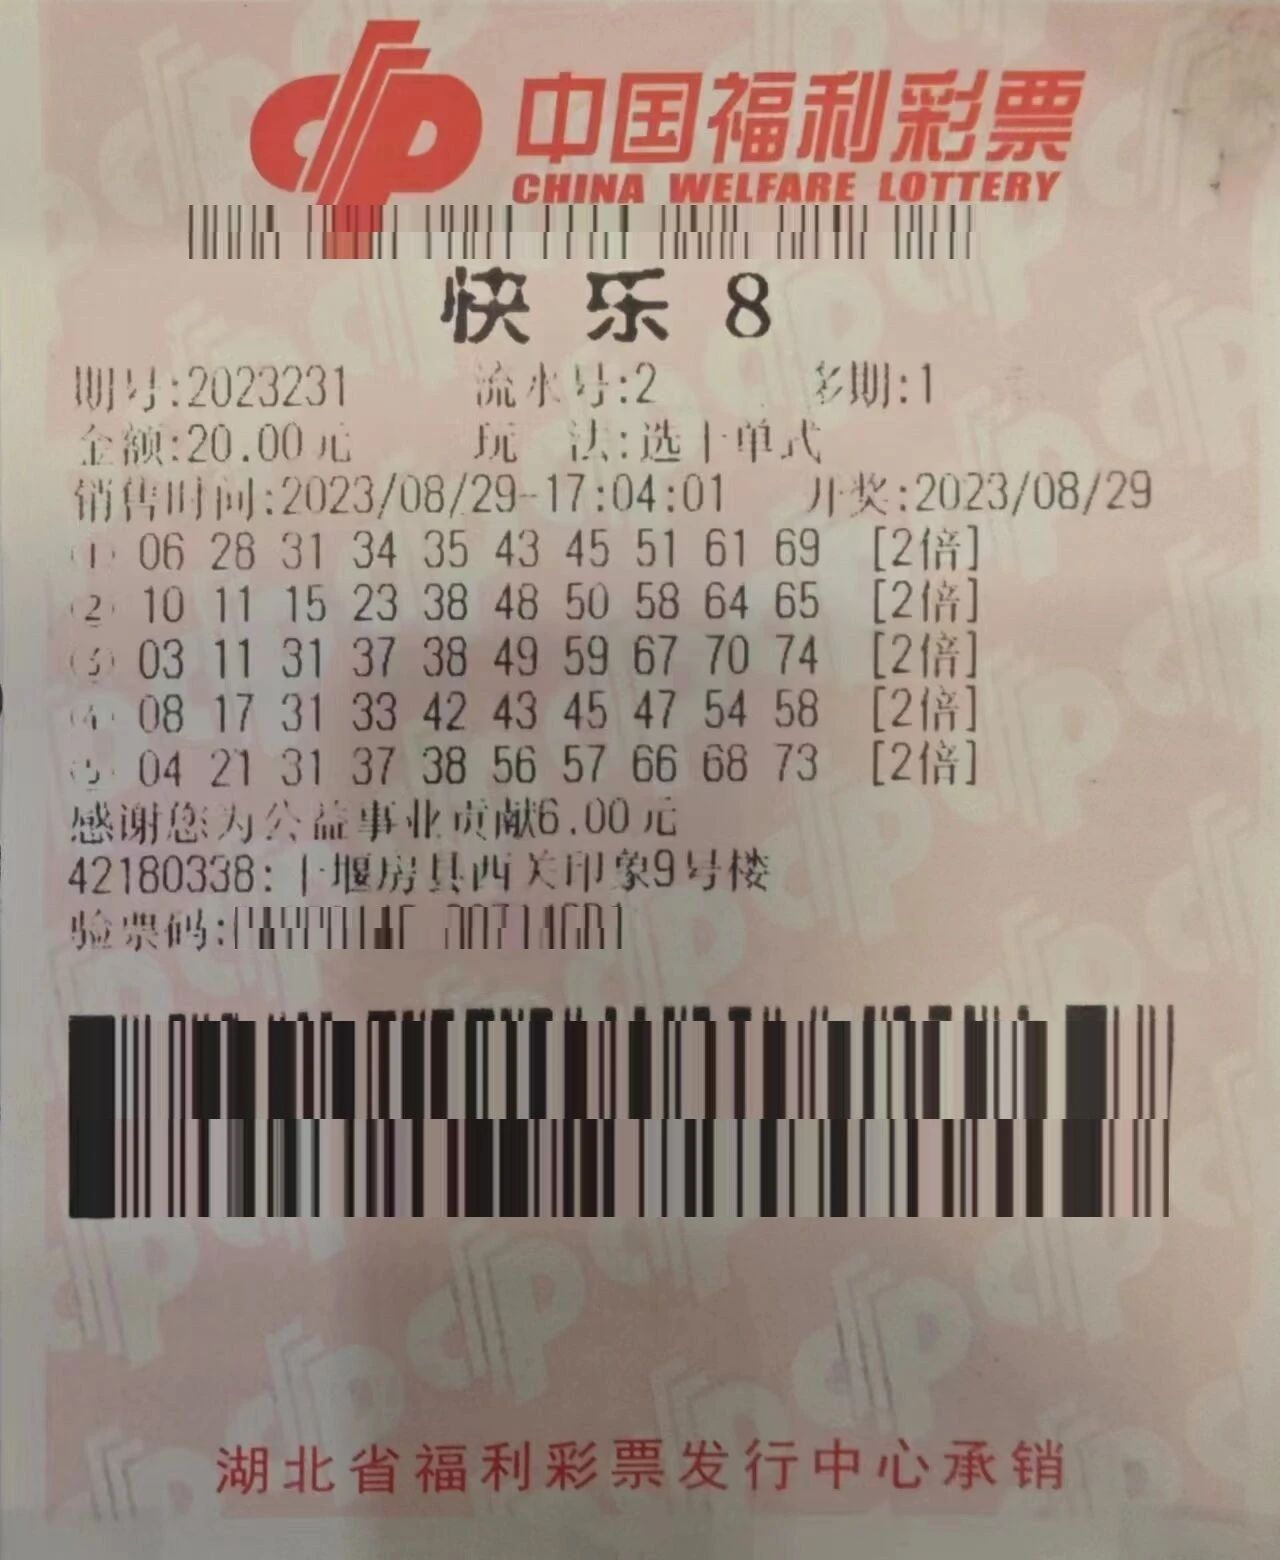 中国福利彩票
CHINA WELFARE LOTTERY
快乐8
期号:2023231 流水号:2 多期:1
金额:20.00元 玩 法:选十单式
销售时间:2023/08/29-17:04:01 开奖:2023/08/29
(1) 06 28 31 34 35 43 45 51 61 69 [2倍]
(2) 10 11 15 23 38 48 50 58 64 65 [2倍]
(3) 03 11 31 37 38 49 59 67 70 74 [2倍]
(4) 08 17 31 33 42 43 45 47 54 58 [2倍]
(5) 04 21 31 37 38 56 57 66 68 73 [2倍]
感谢您为公益事业贡献6.00元
42180338:十堰房县西关印象9号楼
验票码:
湖北省福利彩票发行中心承销